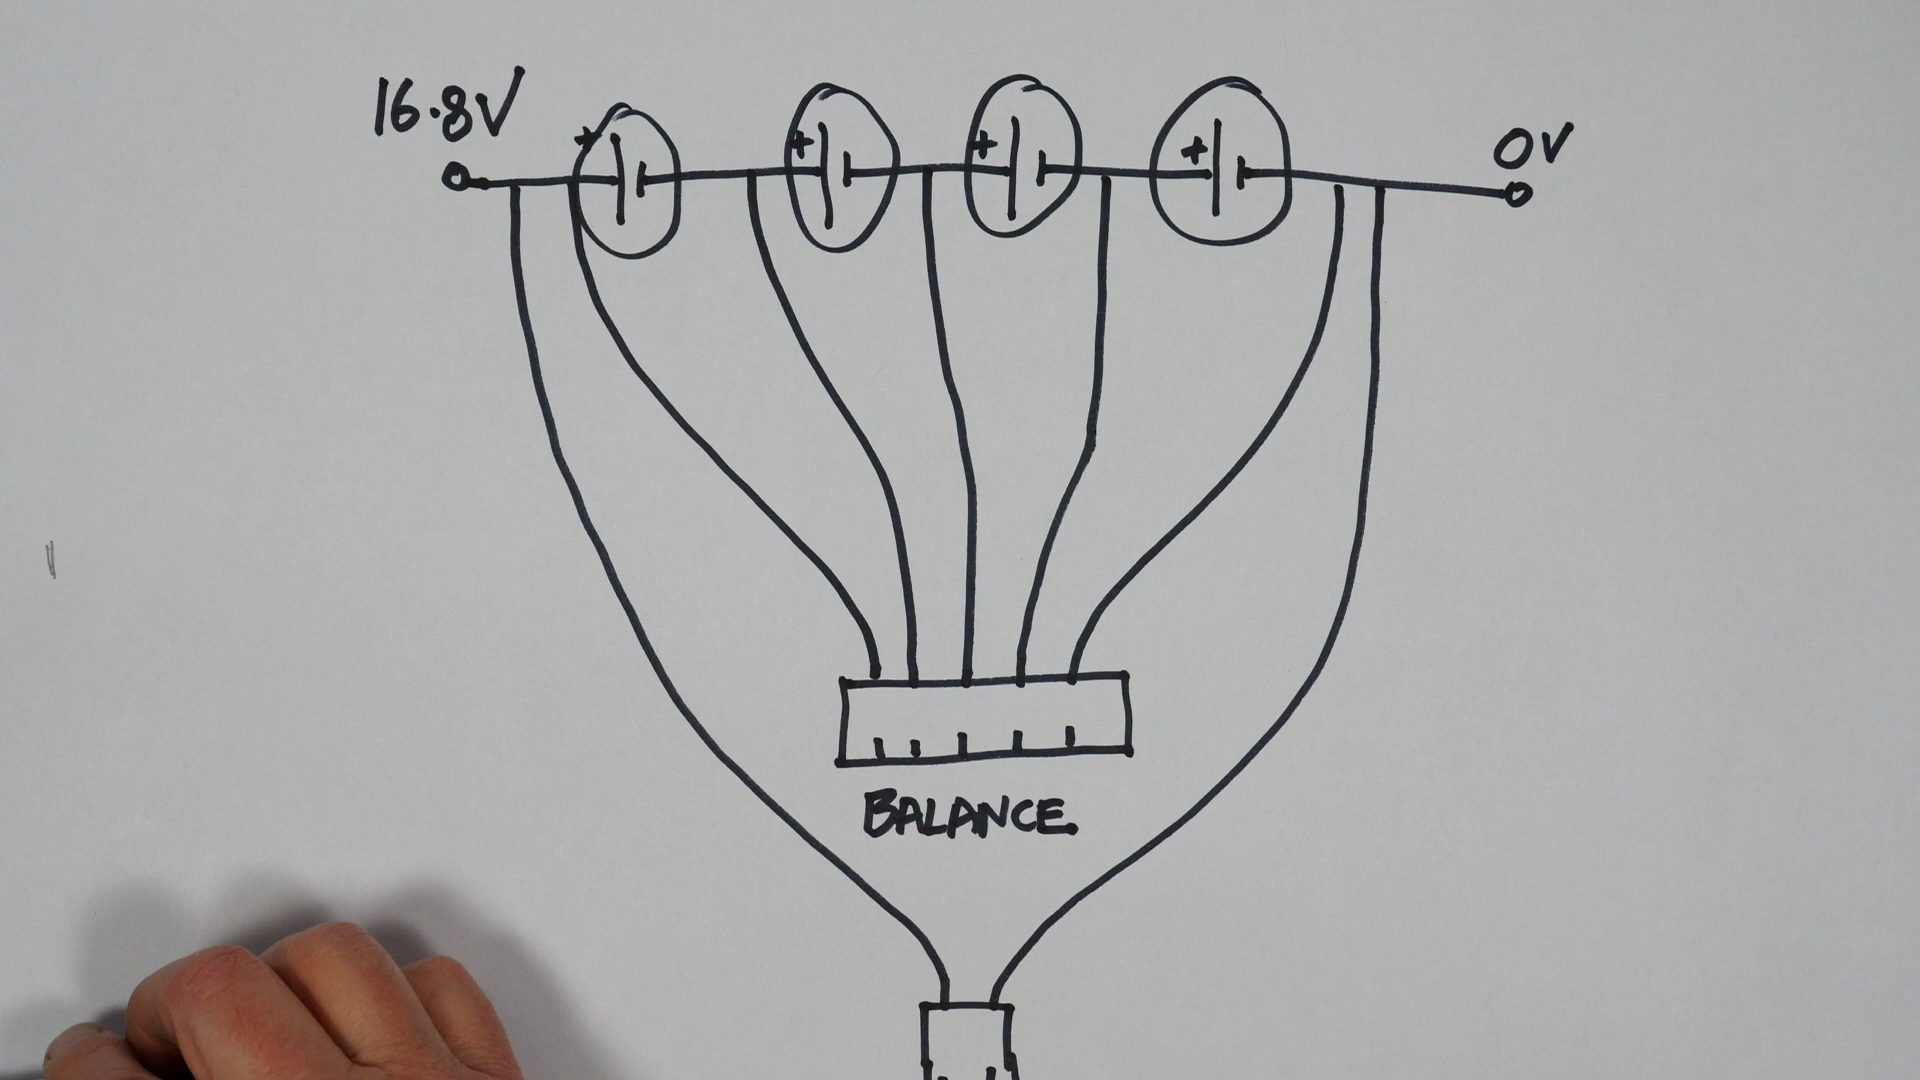 16.8V
+ + + +
0V
BALANCE.